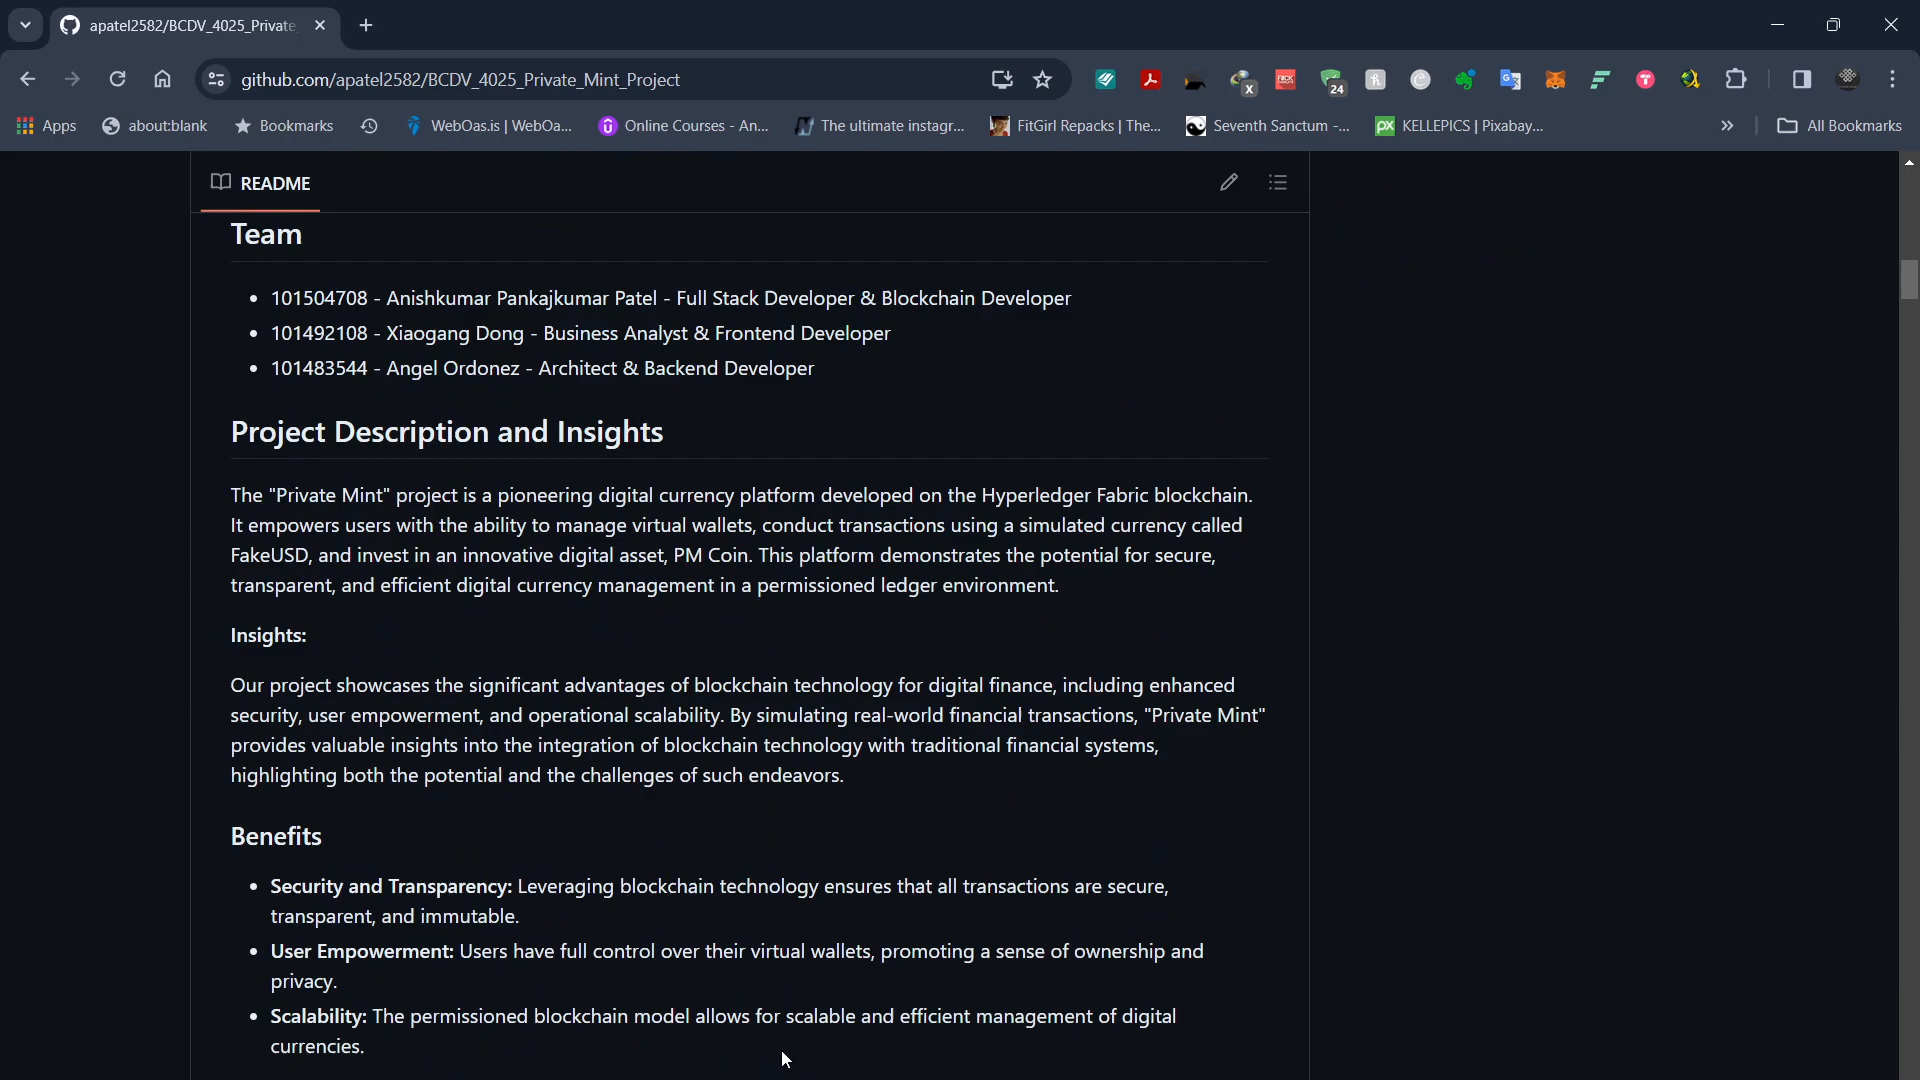 apatel2582/BCDV_4025_Private
github.com/apatel2582/BCDV_4025_Private_Mint_Project
X
24
Apps
about:blank
Bookmarks
WebOas.is | WebOa...
Online Courses - An...
The ultimate instagr...
FitGirl Repacks | The...
Seventh Sanctum -...
px
KELLEPICS | Pixabay...
All Bookmarks
README
Team
• 101504708 - Anishkumar Pankajkumar Patel - Full Stack Developer & Blockchain Developer
• 101492108 - Xiaogang Dong - Business Analyst & Frontend Developer
• 101483544 - Angel Ordonez - Architect & Backend Developer
Project Description and Insights
The "Private Mint" project is a pioneering digital currency platform developed on the Hyperledger Fabric blockchain.
It empowers users with the ability to manage virtual wallets, conduct transactions using a simulated currency called
FakeUSD, and invest in an innovative digital asset, PM Coin. This platform demonstrates the potential for secure,
transparent, and efficient digital currency management in a permissioned ledger environment.
Insights:
Our project showcases the significant advantages of blockchain technology for digital finance, including enhanced
security, user empowerment, and operational scalability. By simulating real-world financial transactions, "Private Mint"
provides valuable insights into the integration of blockchain technology with traditional financial systems,
highlighting both the potential and the challenges of such endeavors.
Benefits
• Security and Transparency: Leveraging blockchain technology ensures that all transactions are secure,
transparent, and immutable.
• User Empowerment: Users have full control over their virtual wallets, promoting a sense of ownership and
privacy.
• Scalability: The permissioned blockchain model allows for scalable and efficient management of digital
currencies.